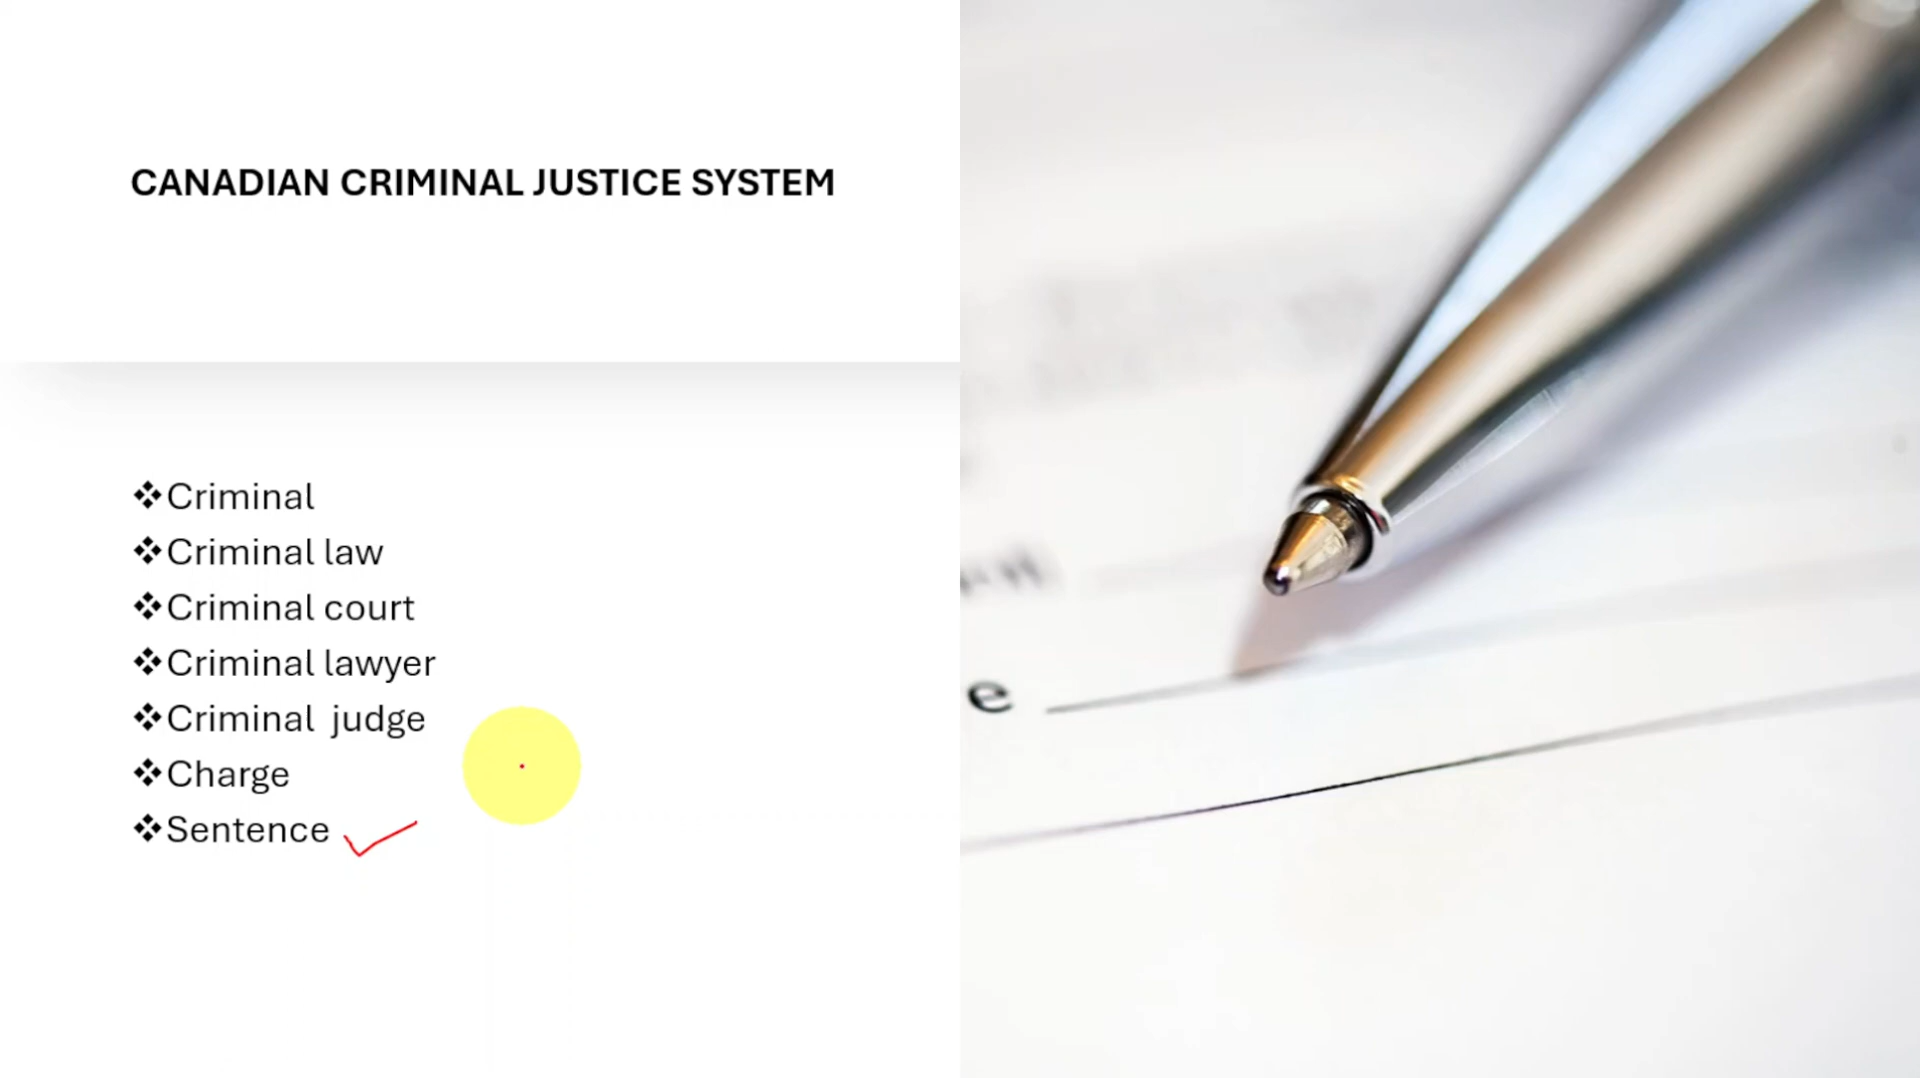 CANADIAN CRIMINAL JUSTICE SYSTEM
❖Criminal
❖Criminal law
❖Criminal court
❖Criminal lawyer
❖Criminal  judge
❖Charge
❖Sentence
e